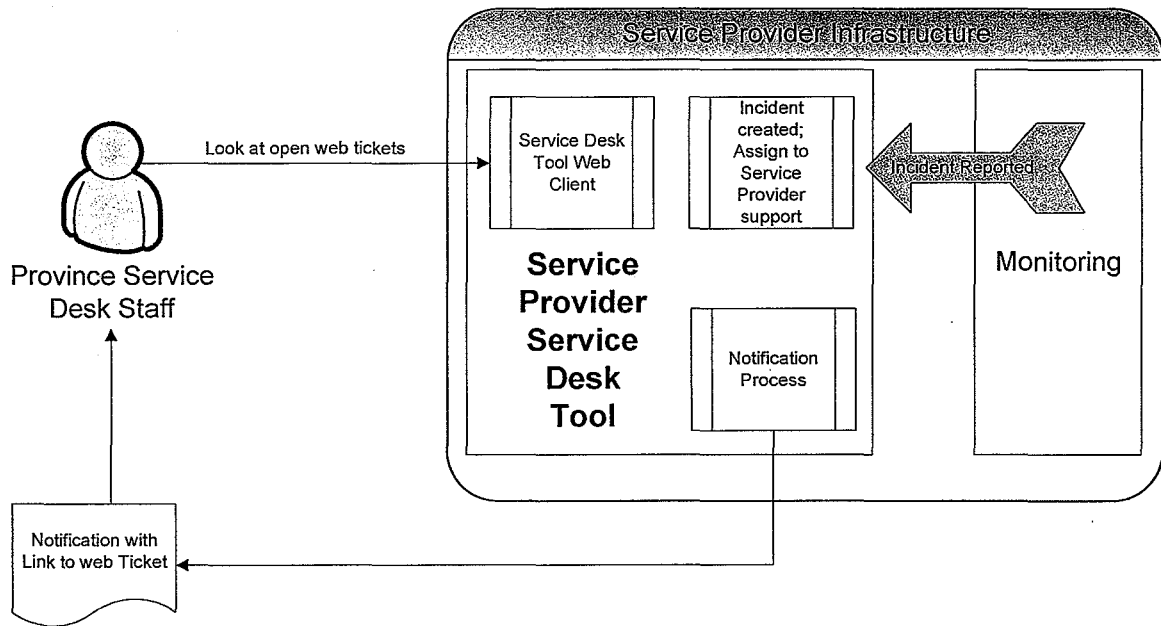 Service Provider Infrastructure
Look at open web tickets
Service Desk
Tool Web
Client
Incident
created;
Assign to
Service
Provider
support
Incident Reported
Province Service
Desk Staff
Service
Provider
Service
Desk
Tool
Monitoring
Notification
Process
Notification with
Link to web Ticket